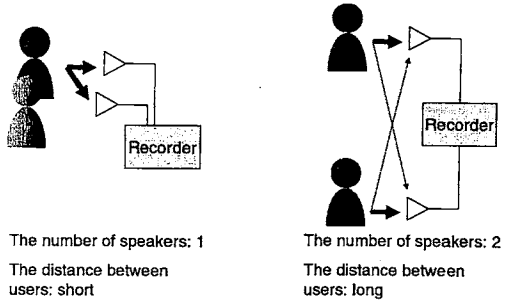 Recorder
The number of speakers: 1
The distance between
users: short
Recorder
The number of speakers: 2
The distance between
users: long